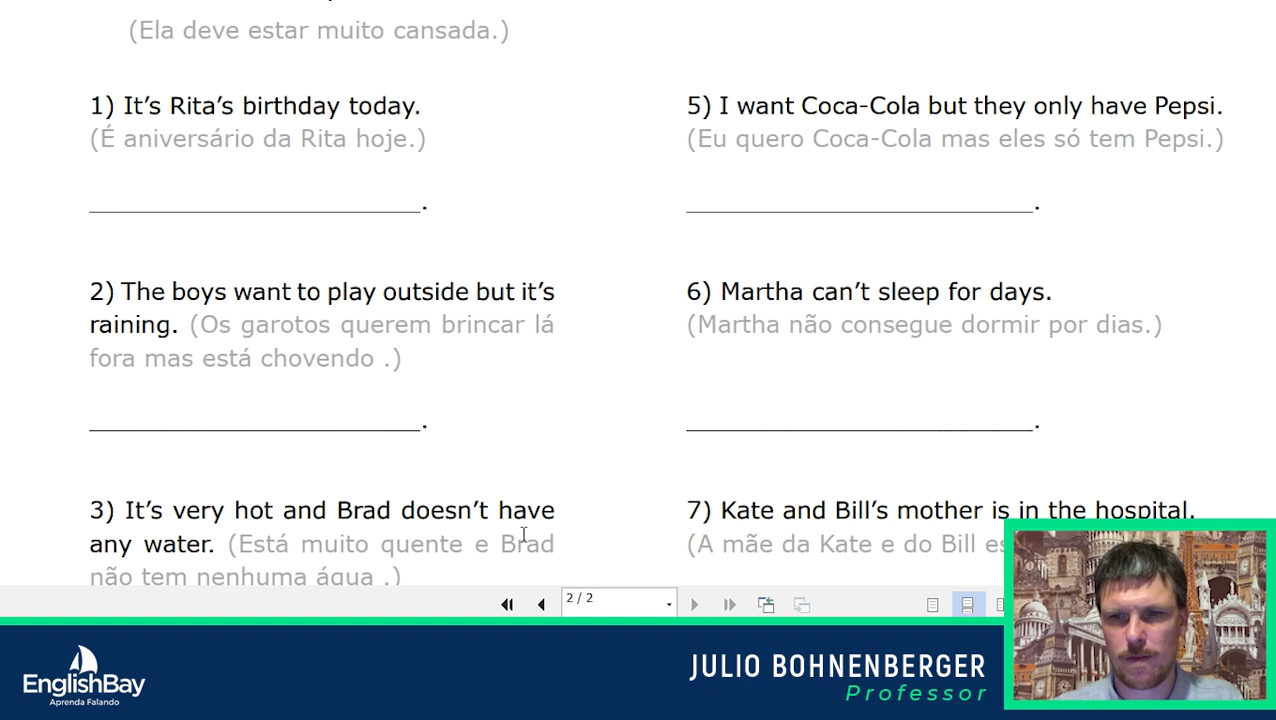 (Ela deve estar muito cansada.)
1) It’s Rita’s birthday today.
(É aniversário da Rita hoje.)
_________________________.
2) The boys want to play outside but it’s
raining. (Os garotos querem brincar lá
fora mas está chovendo .)
_________________________.
3) It’s very hot and Brad doesn’t have
any water. (Está muito quente e Brad
não tem nenhuma água .)
5) I want Coca-Cola but they only have Pepsi.
(Eu quero Coca-Cola mas eles só tem Pepsi.)
__________________________.
6) Martha can’t sleep for days.
(Martha não consegue dormir por dias.)
__________________________.
7) Kate and Bill’s mother is in the hospital.
(A mãe da Kate e do Bill
2 / 2
EnglishBay
Aprenda Falando
JULIO BOHNENBERGER
Professor